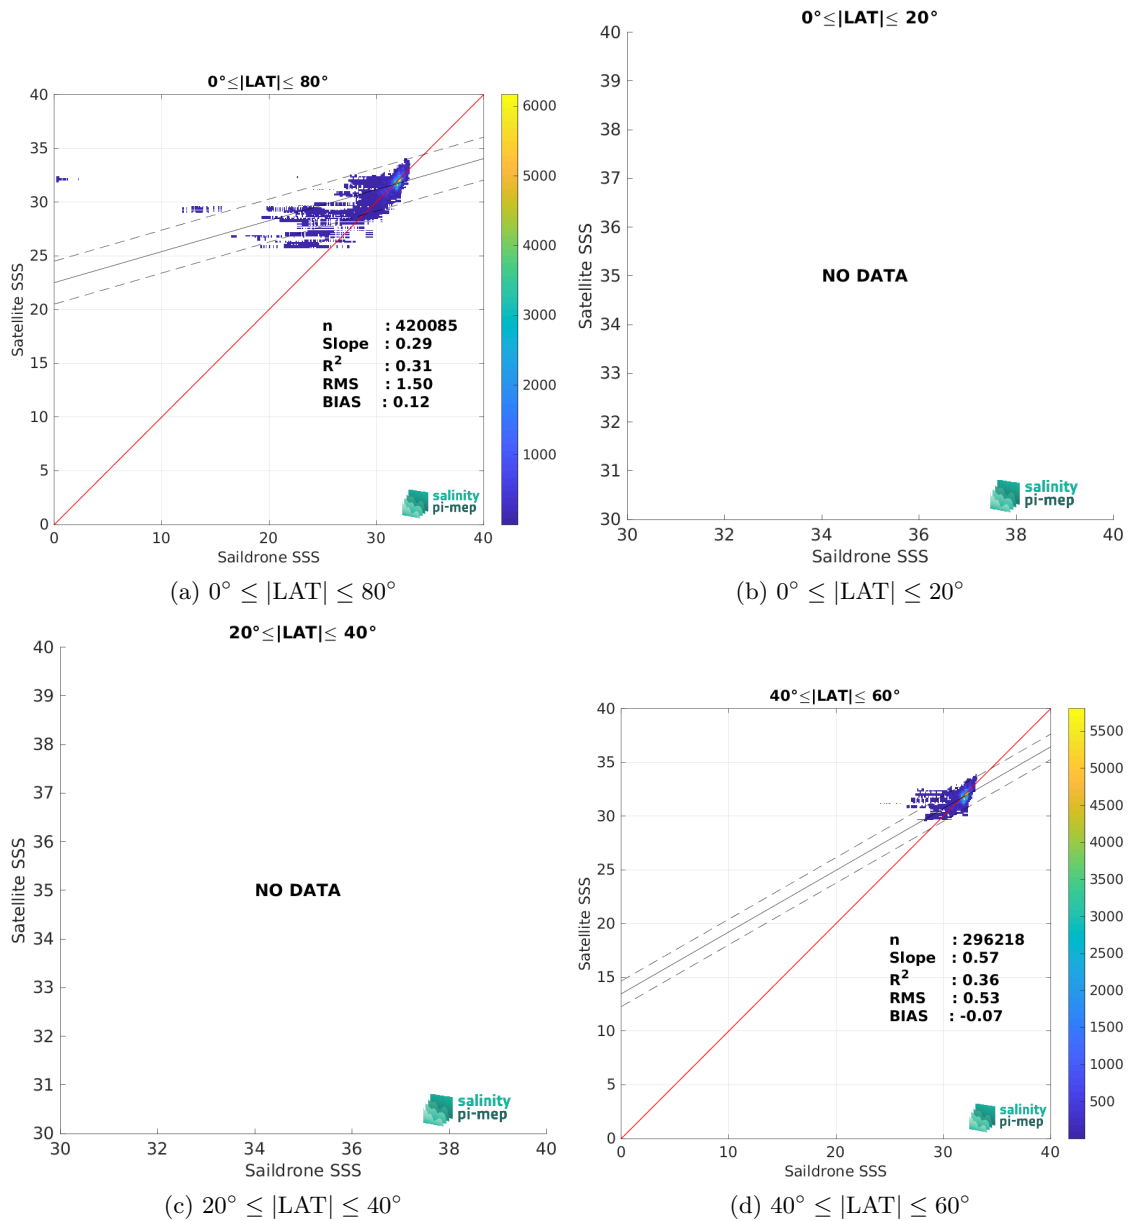 0°≤|LAT|≤ 80°
Satellite SSS
40
35
30
25
20
15
10
5
0
0 10 20 30 40
Saildrone SSS
n : 420085
Slope : 0.29
R² : 0.31
RMS : 1.50
BIAS : 0.12
salinity
pi-mep
6000
5000
4000
3000
2000
1000
(a) 0° ≤ |LAT| ≤ 80°
0°≤|LAT|≤ 20°
Satellite SSS
40
39
38
37
36
35
34
33
32
31
30
NO DATA
salinity
pi-mep
30 32 34 36 38 40
Saildrone SSS
(b) 0° ≤ |LAT| ≤ 20°
20°≤|LAT|≤ 40°
Satellite SSS
40
39
38
37
36
35
34
33
32
31
30
NO DATA
salinity
pi-mep
30 32 34 36 38 40
Saildrone SSS
(c) 20° ≤ |LAT| ≤ 40°
40°≤|LAT|≤ 60°
Satellite SSS
40
35
30
25
20
15
10
5
0
n : 296218
Slope : 0.57
R² : 0.36
RMS : 0.53
BIAS : -0.07
salinity
pi-mep
0 10 20 30 40
Saildrone SSS
5500
5000
4500
4000
3500
3000
2500
2000
1500
1000
500
(d) 40° ≤ |LAT| ≤ 60°